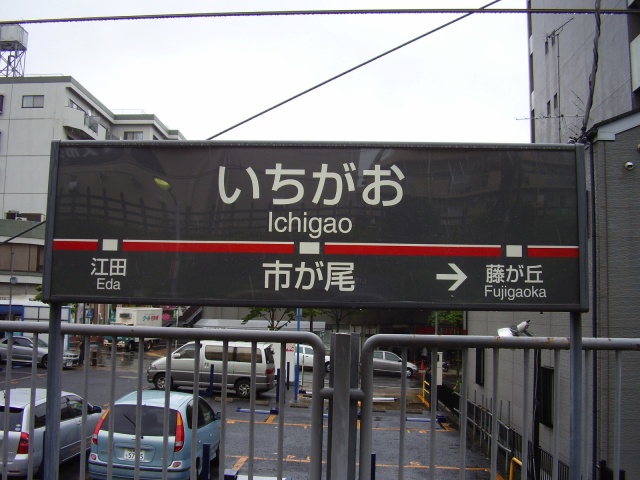 いちがお
Ichigao
江田
Eda
市が尾
→ 藤が丘
Fujigaoka